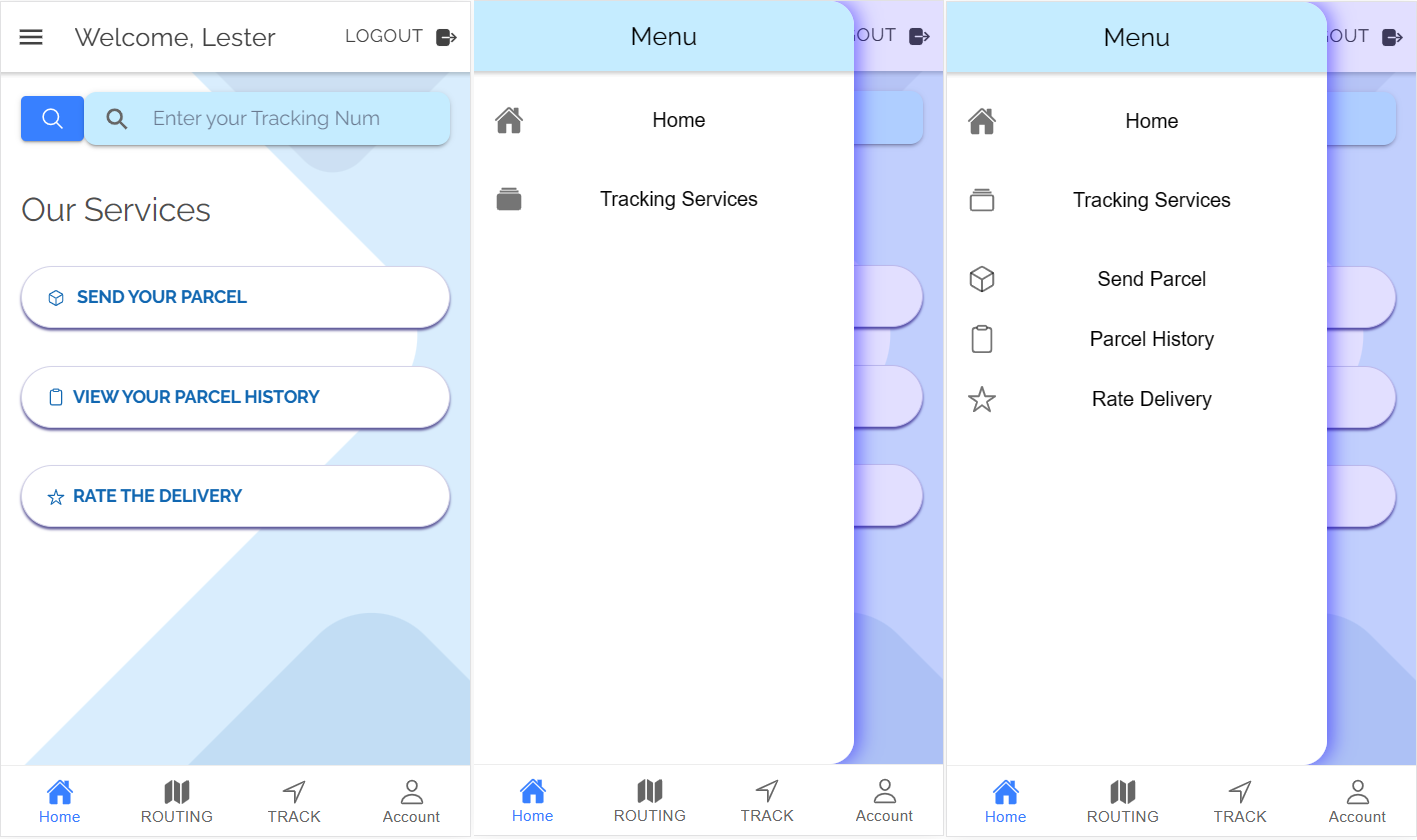 Welcome, Lester
LOGOUT
Enter your Tracking Num
Our Services
SEND YOUR PARCEL
VIEW YOUR PARCEL HISTORY
RATE THE DELIVERY
Home
ROUTING
TRACK
Account
Menu
OUT
Home
Tracking Services
Home
ROUTING
TRACK
Account
Menu
GOUT
Home
Tracking Services
Send Parcel
Parcel History
Rate Delivery
Home
ROUTING
TRACK
Account